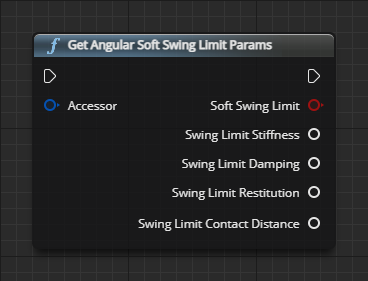 Get Angular Soft Swing Limit Params
Accessor
Soft Swing Limit
Swing Limit Stiffness
Swing Limit Damping
Swing Limit Restitution
Swing Limit Contact Distance